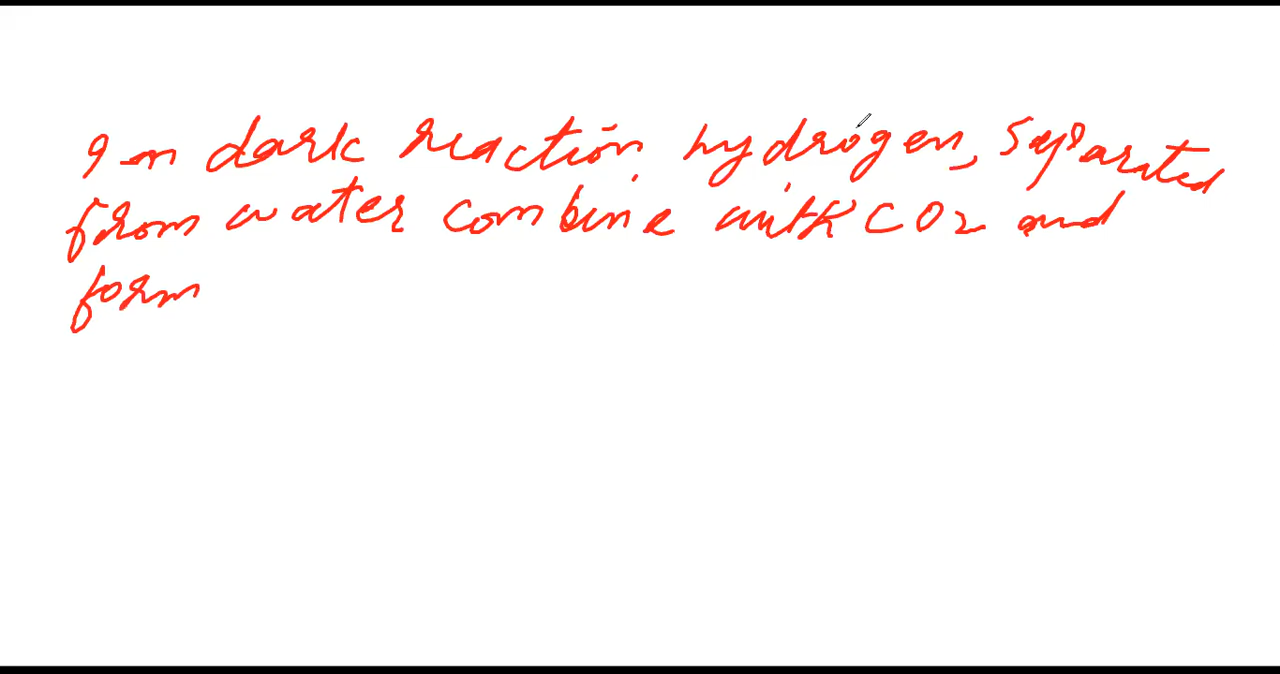 In dark reaction hydrogen, separated
from water combine with CO2 and
form